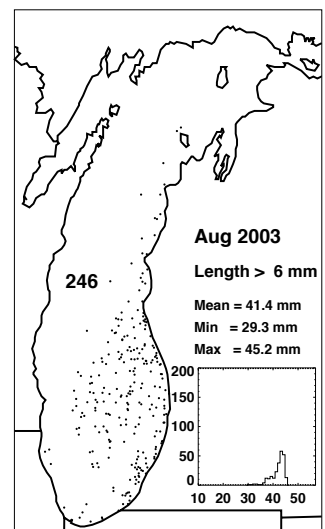 Aug 2003
Length > 6 mm
246
Mean = 41.4 mm
Min = 29.3 mm
Max = 45.2 mm
200
150
100
50
0
10 20 30 40 50